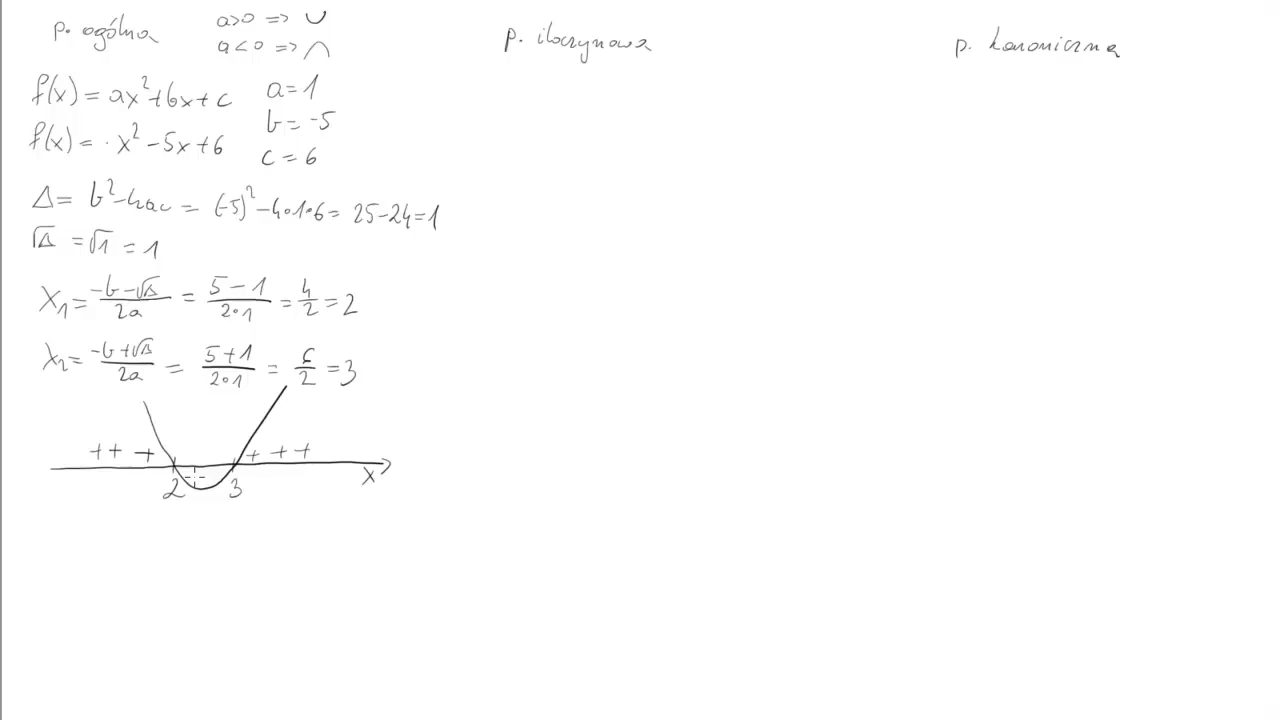 p. ogólna
a>0 => ∪
a<0 => ∩
p. iloczynowa
p. kanoniczna
f(x) = ax²+bx+c
a=1
b=-5
f(x) = x²-5x+6
c=6
Δ= b²-4ac = (-5)²-4·1·6= 25-24=1
√Δ =√1 =1
x₁= (-b-√Δ)/(2a) = (5-1)/(2·1) = 4/2 =2
x₂= (-b+√Δ)/(2a) = (5+1)/(2·1) = 6/2 =3
++ + + + +
2 3 x